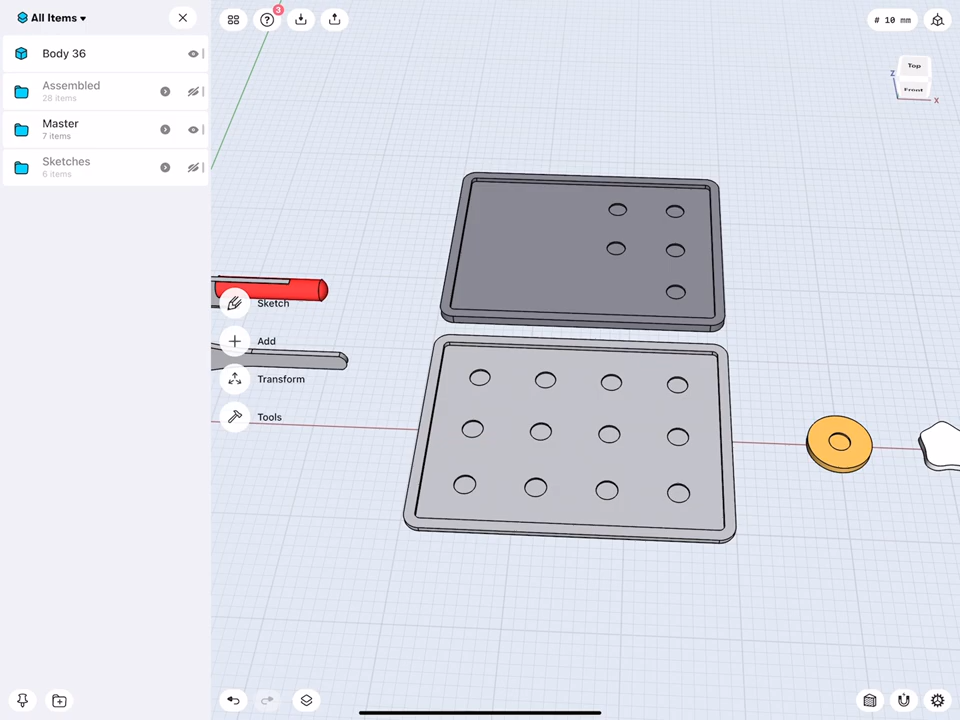 All Items ▾
3
# 10 mm
Body 36
Assembled
28 items
Master
7 items
Sketches
6 items
Top
Front
Z
X
Sketch
Add
Transform
Tools